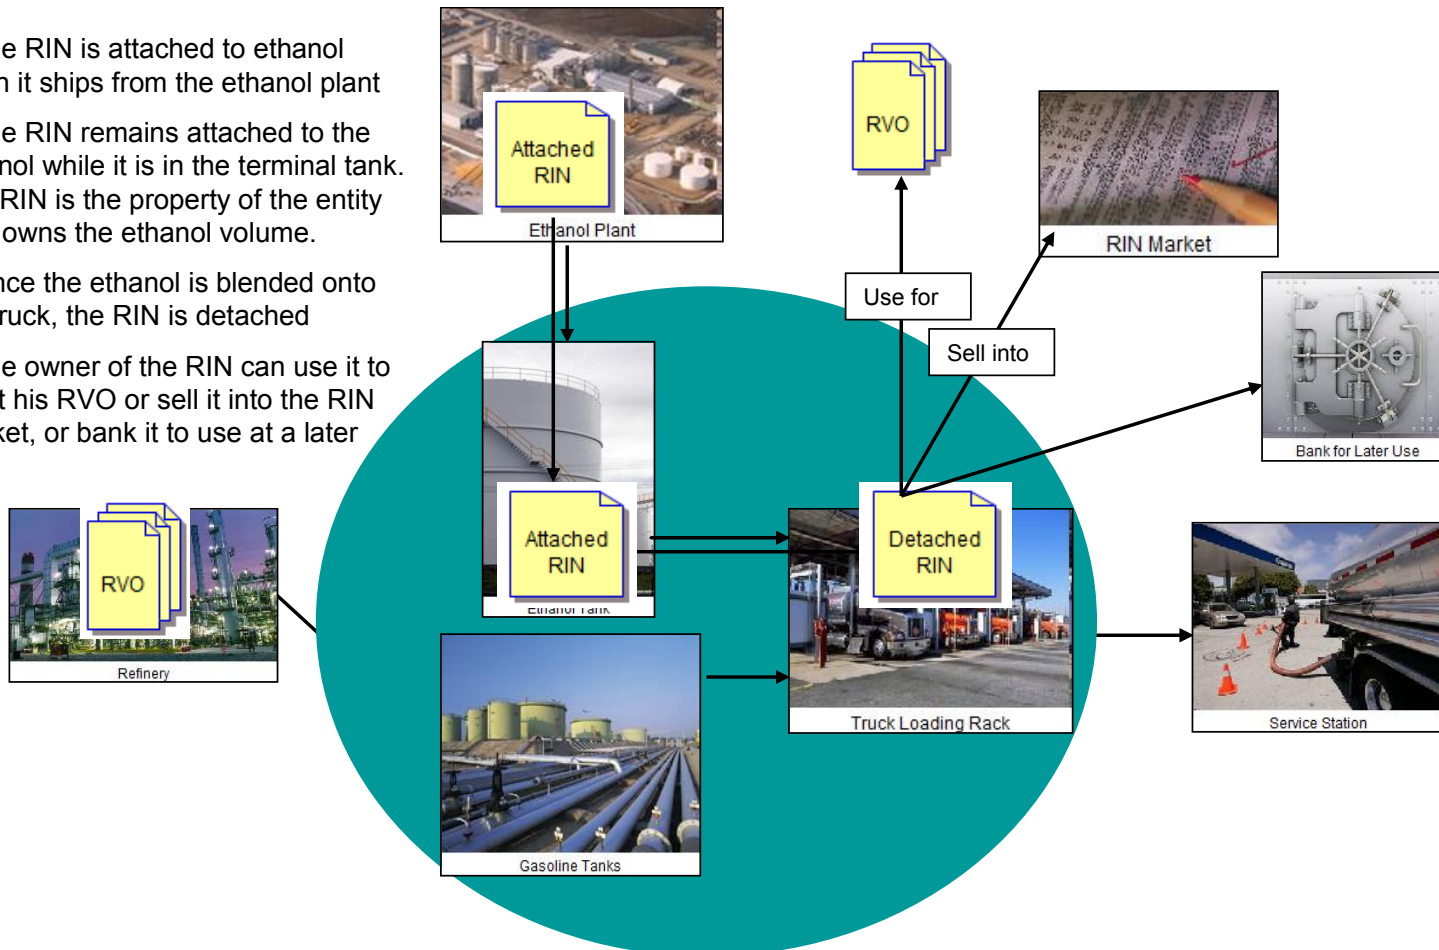 e RIN is attached to ethanol
n it ships from the ethanol plant
e RIN remains attached to the
nol while it is in the terminal tank.
RIN is the property of the entity
owns the ethanol volume.
nce the ethanol is blended onto
ruck, the RIN is detached
e owner of the RIN can use it to
t his RVO or sell it into the RIN
ket, or bank it to use at a later
Attached
RIN
Ethanol Plant
RVO
RIN Market
Use for
Sell into
Bank for Later Use
RVO
Refinery
Attached
RIN
Ethanol Tank
Detached
RIN
Truck Loading Rack
Service Station
Gasoline Tanks